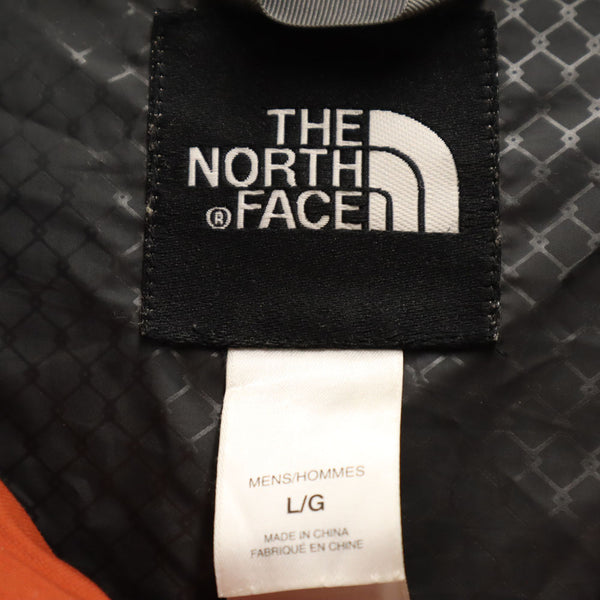 THE
NORTH
® FACE
MENS/HOMMES
L/G
MADE IN CHINA
FABRIQUÉ EN CHINE